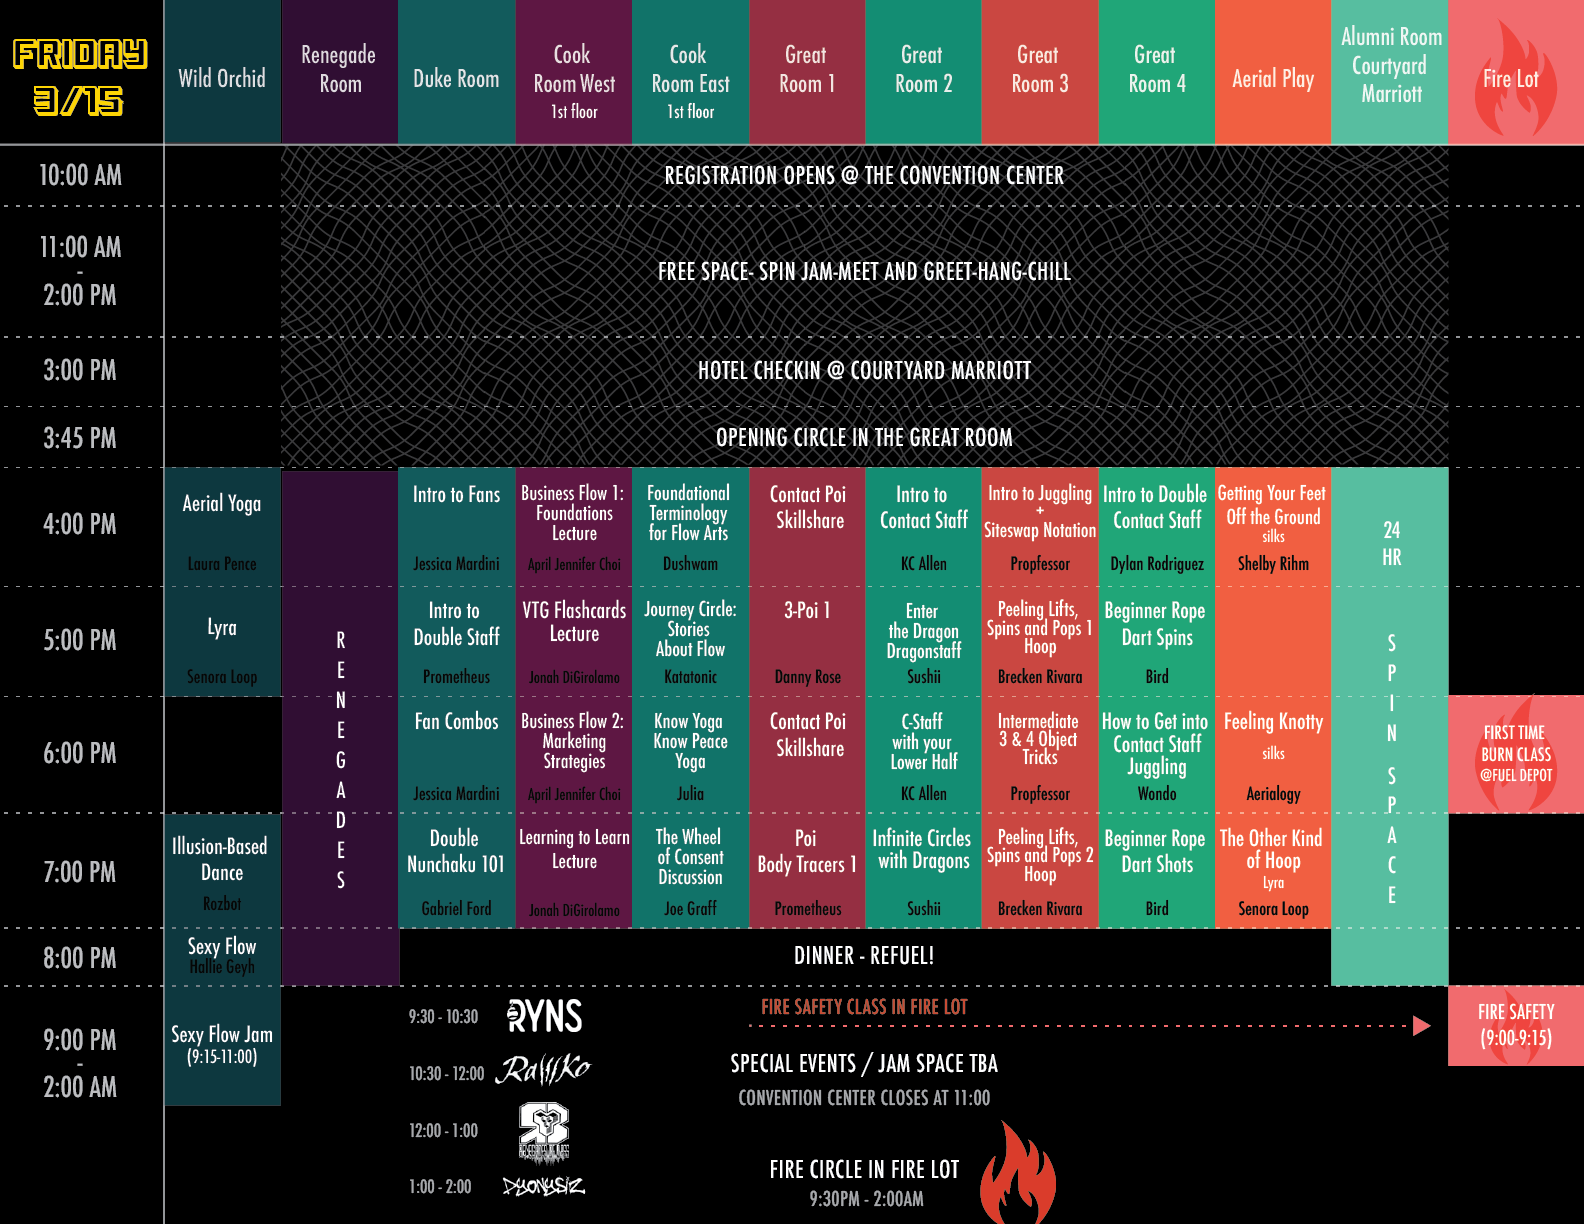 FRIDAY
3/15
Wild Orchid
Renegade
Room
Duke Room
Cook
Room West
1st floor
Cook
Room East
1st floor
Great
Room 1
Great
Room 2
Great
Room 3
Great
Room 4
Aerial Play
Alumni Room
Courtyard
Marriott
Fire Lot
10:00 AM
REGISTRATION OPENS @ THE CONVENTION CENTER
11:00 AM
-
2:00 PM
FREE SPACE- SPIN JAM-MEET AND GREET-HANG-CHILL
3:00 PM
HOTEL CHECKIN @ COURTYARD MARRIOTT
3:45 PM
OPENING CIRCLE IN THE GREAT ROOM
4:00 PM
Aerial Yoga
Laura Pence
Intro to Fans
Jessica Mardini
Business Flow 1:
Foundations
Lecture
April Jennifer Choi
Foundational
Terminology
for Flow Arts
Dushwam
Contact Poi
Skillshare
Intro to
Contact Staff
KC Allen
Intro to Juggling
+
Siteswap Notation
Propfessor
Intro to Double
Contact Staff
Dylan Rodriguez
Getting Your Feet
Off the Ground
silks
Shelby Rihm
24
HR
5:00 PM
Lyra
Senora Loop
RENEGADES
Intro to
Double Staff
Prometheus
VTG Flashcards
Lecture
Jonah DiGirolamo
Journey Circle:
Stories
About Flow
Katatonic
3-Poi 1
Danny Rose
Enter
the Dragon
Dragonstaff
Sushii
Peeling Lifts,
Spins and Pops 1
Hoop
Brecken Rivara
Beginner Rope
Dart Spins
Bird
SPIN SPACE
6:00 PM
Fan Combos
Jessica Mardini
Business Flow 2:
Marketing
Strategies
April Jennifer Choi
Know Yoga
Know Peace
Yoga
Julia
Contact Poi
Skillshare
C-Staff
with your
Lower Half
KC Allen
Intermediate
3 & 4 Object
Tricks
Propfessor
How to Get into
Contact Staff
Juggling
Wondo
Feeling Knotty
silks
Aerialogy
FIRST TIME
BURN CLASS
@FUEL DEPOT
7:00 PM
Illusion-Based
Dance
Rozbot
Double
Nunchaku 101
Gabriel Ford
Learning to Learn
Lecture
Jonah DiGirolamo
The Wheel
of Consent
Discussion
Joe Graff
Poi
Body Tracers 1
Prometheus
Infinite Circles
with Dragons
Sushii
Peeling Lifts,
Spins and Pops 2
Hoop
Brecken Rivara
Beginner Rope
Dart Shots
Bird
The Other Kind
of Hoop
Lyra
Senora Loop
8:00 PM
Sexy Flow
Hallie Geyh
DINNER - REFUEL!
9:00 PM
-
2:00 AM
Sexy Flow Jam
(9:15-11:00)
9:30 - 10:30
RYNS
10:30 - 12:00
12:00 - 1:00
1:00 - 2:00
DYONYSIZ
FIRE SAFETY CLASS IN FIRE LOT
SPECIAL EVENTS / JAM SPACE TBA
CONVENTION CENTER CLOSES AT 11:00
FIRE CIRCLE IN FIRE LOT
9:30PM - 2:00AM
FIRE SAFETY
(9:00-9:15)